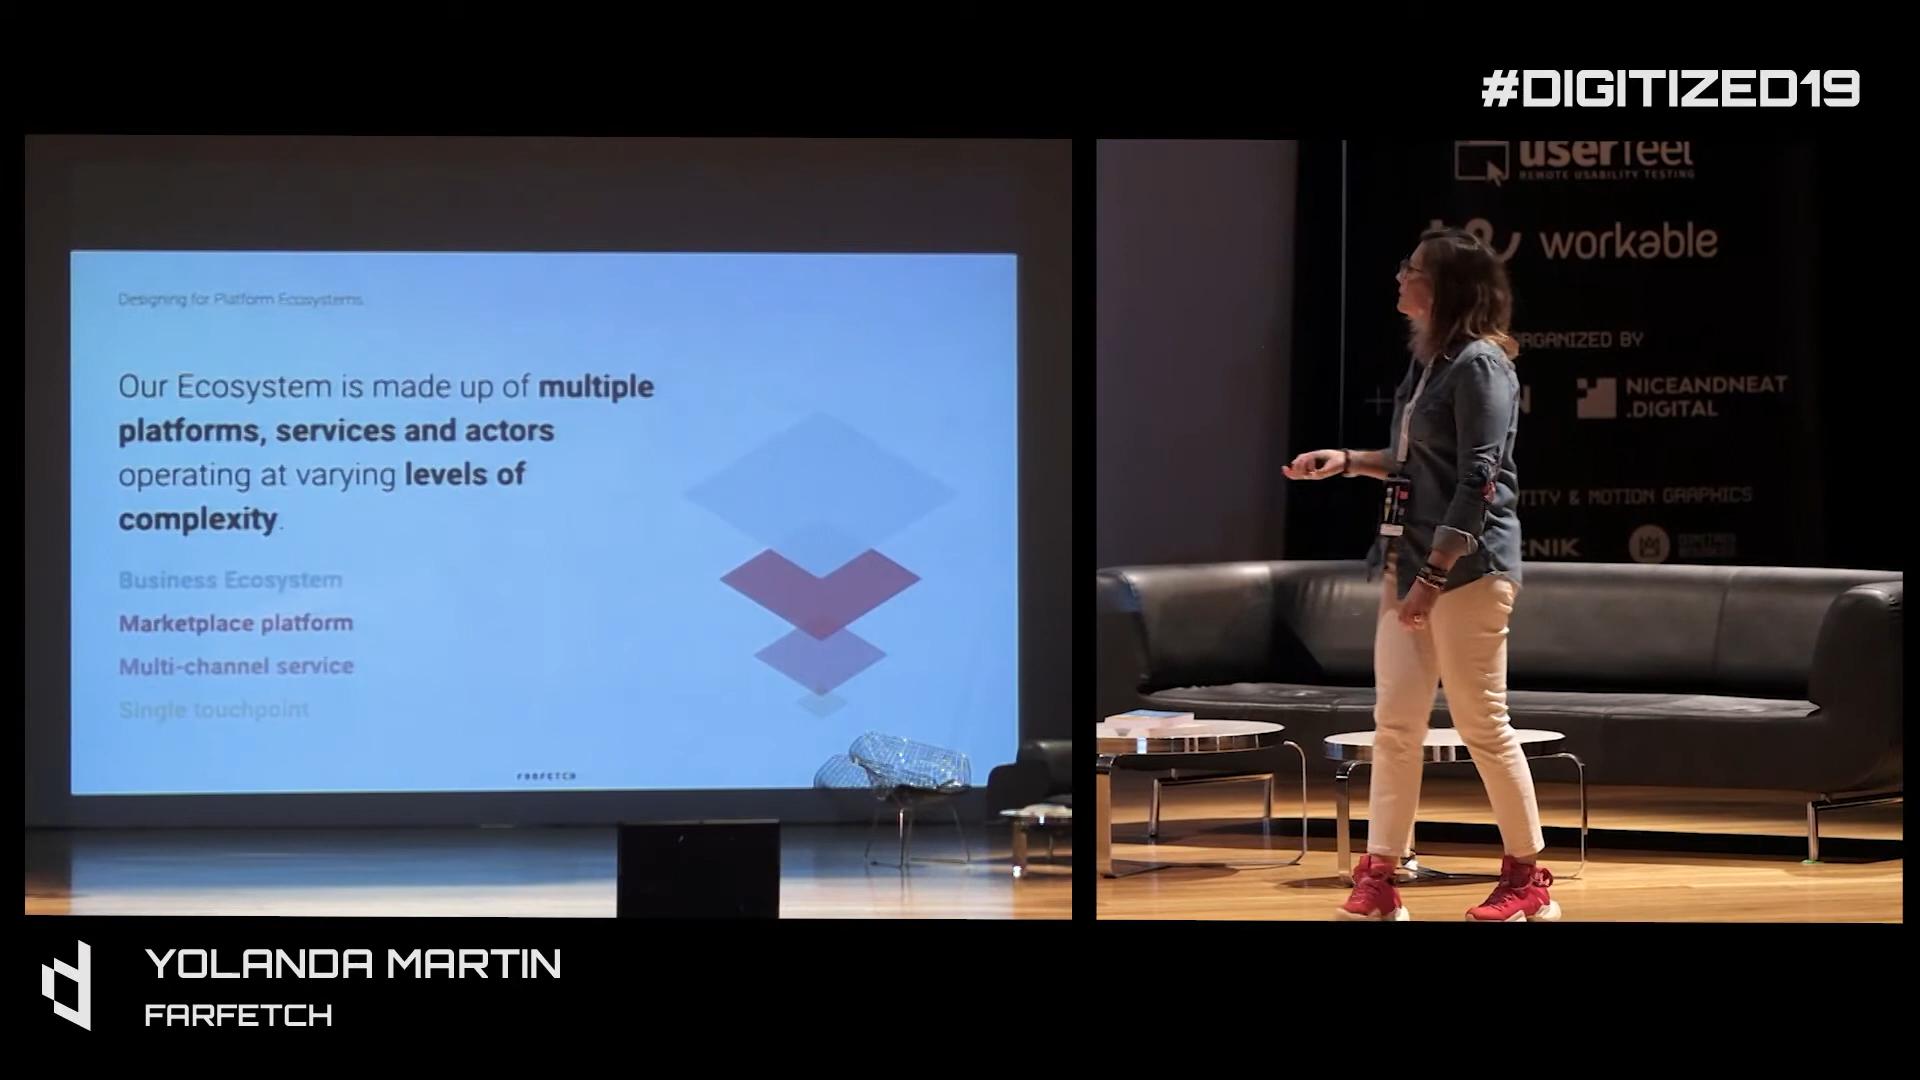 #DIGITIZED19
Designing for Platform Ecosystems
Our Ecosystem is made up of multiple
platforms, services and actors
operating at varying levels of
complexity.
Business Ecosystem
Marketplace platform
Multi-channel service
Single touchpoint
FARFETCH
userfeel
REMOTE USABILITY TESTING
workable
ORGANIZED BY
NICEANDNEAT
.DIGITAL
& MOTION GRAPHICS
YOLANDA MARTIN
FARFETCH